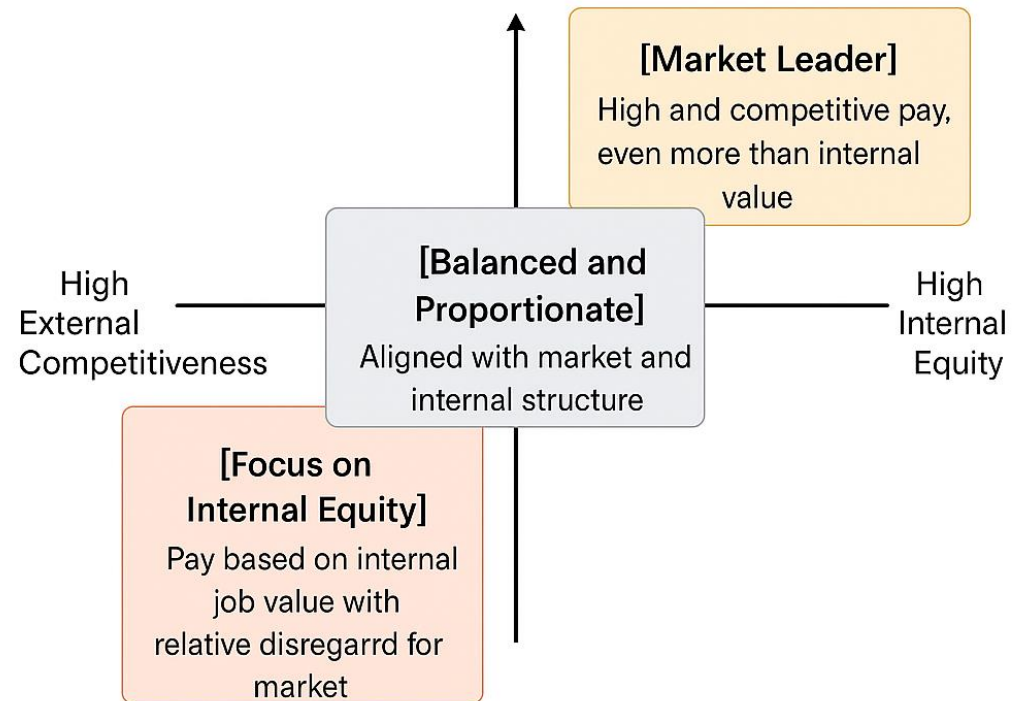 [Market Leader]
High and competitive pay,
even more than internal
value
[Balanced and
Proportionate]
Aligned with market and
internal structure
High
External
Competitiveness
High
Internal
Equity
[Focus on
Internal Equity]
Pay based on internal
job value with
relative disregarrd for
market